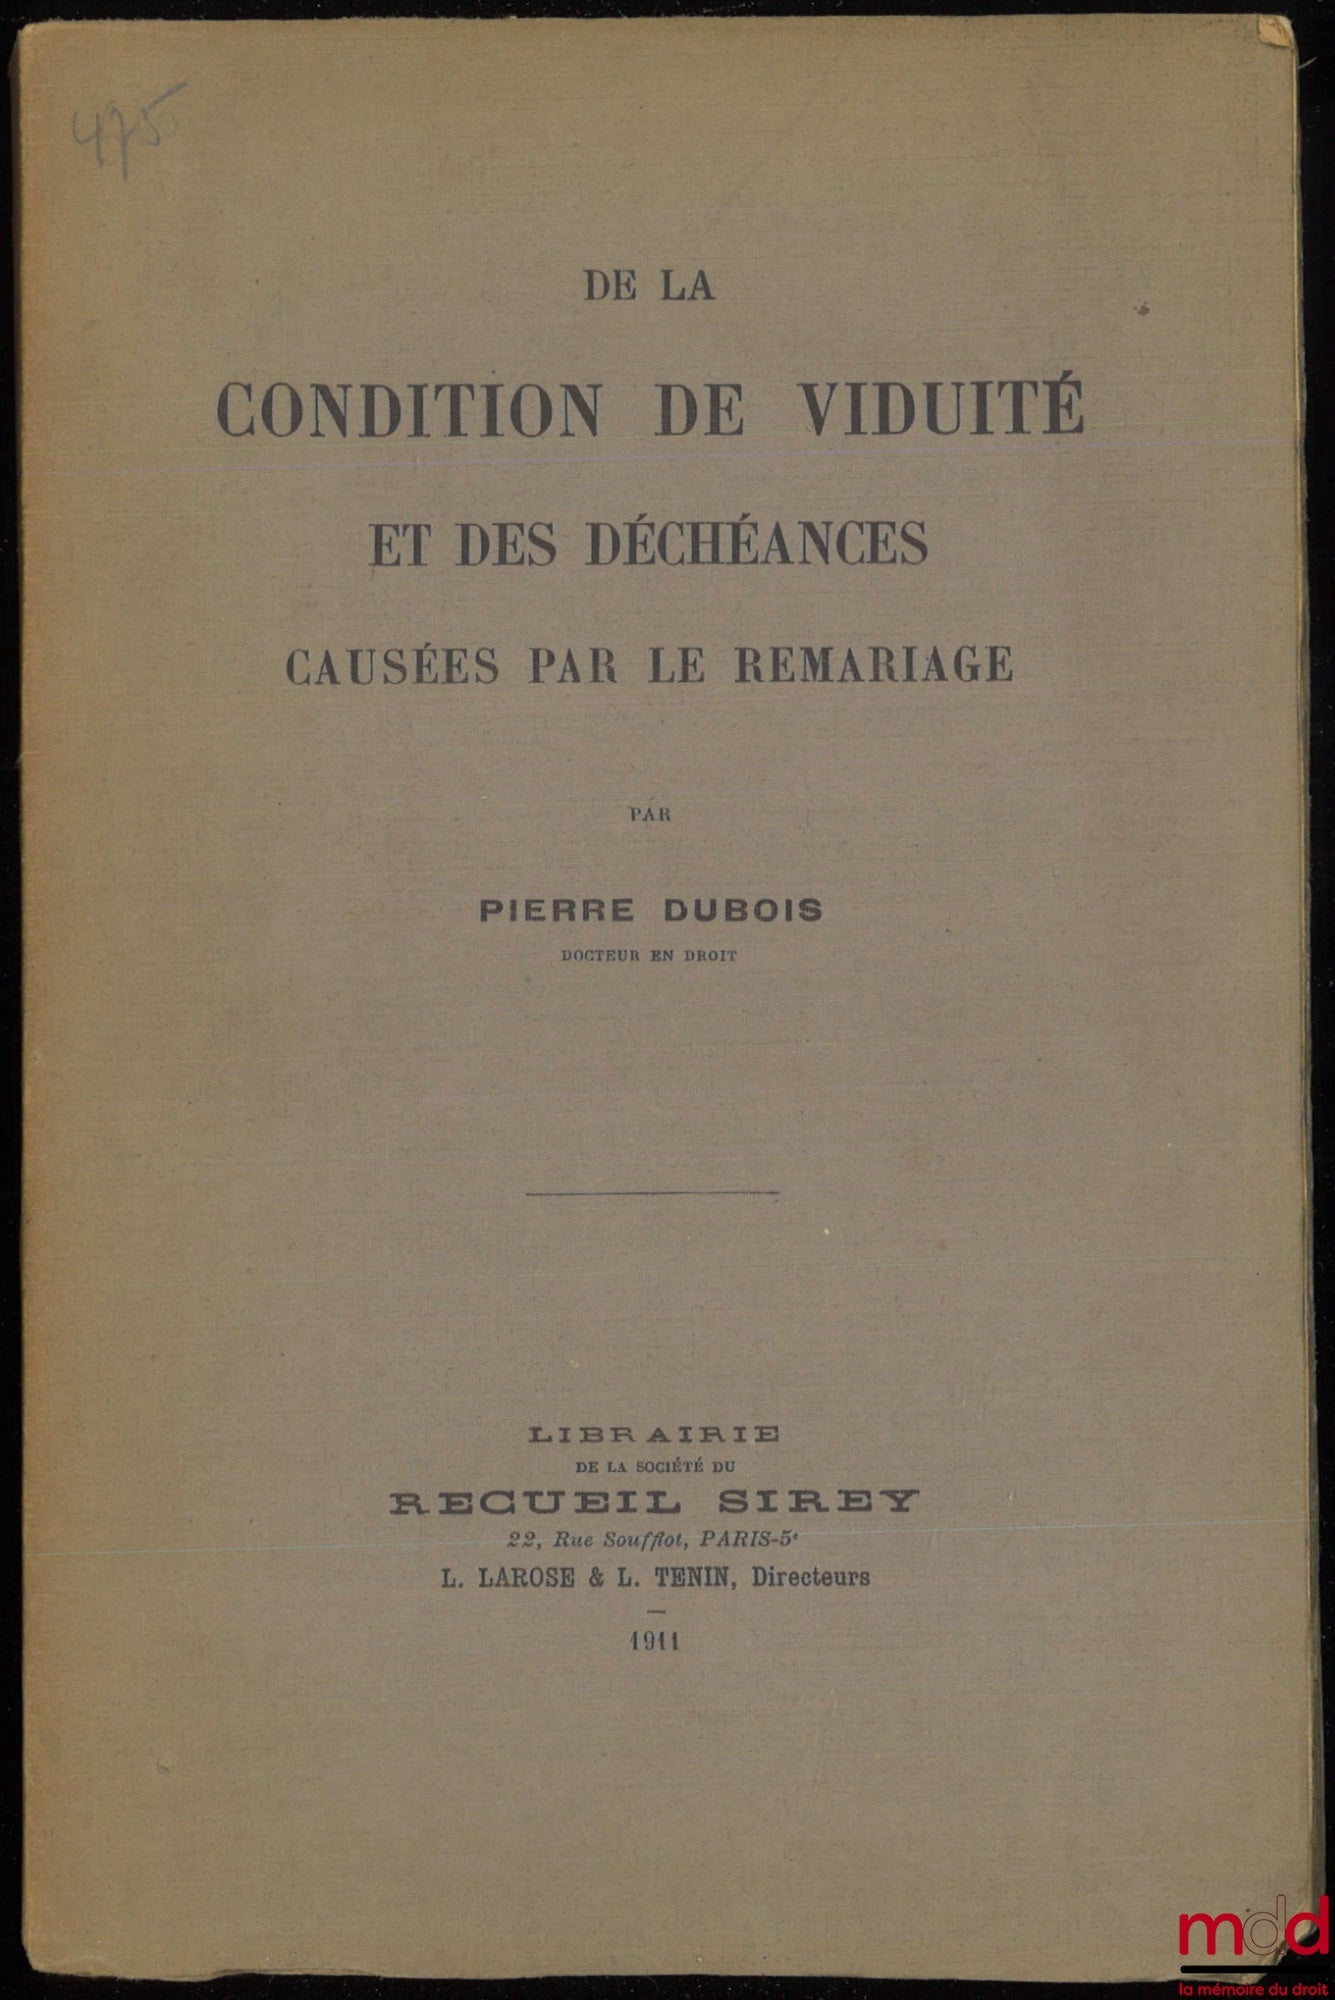 475
DE LA
CONDITION DE VIDUITÉ
ET DES DÉCHÉANCES
CAUSÉES PAR LE REMARIAGE
PAR
PIERRE DUBOIS
DOCTEUR EN DROIT
LIBRAIRIE
DE LA SOCIÉTÉ DU
RECUEIL SIREY
22, Rue Soufflot, PARIS-5e
L. LAROSE & L. TENIN, Directeurs
1911
mdd
la mémoire du droit